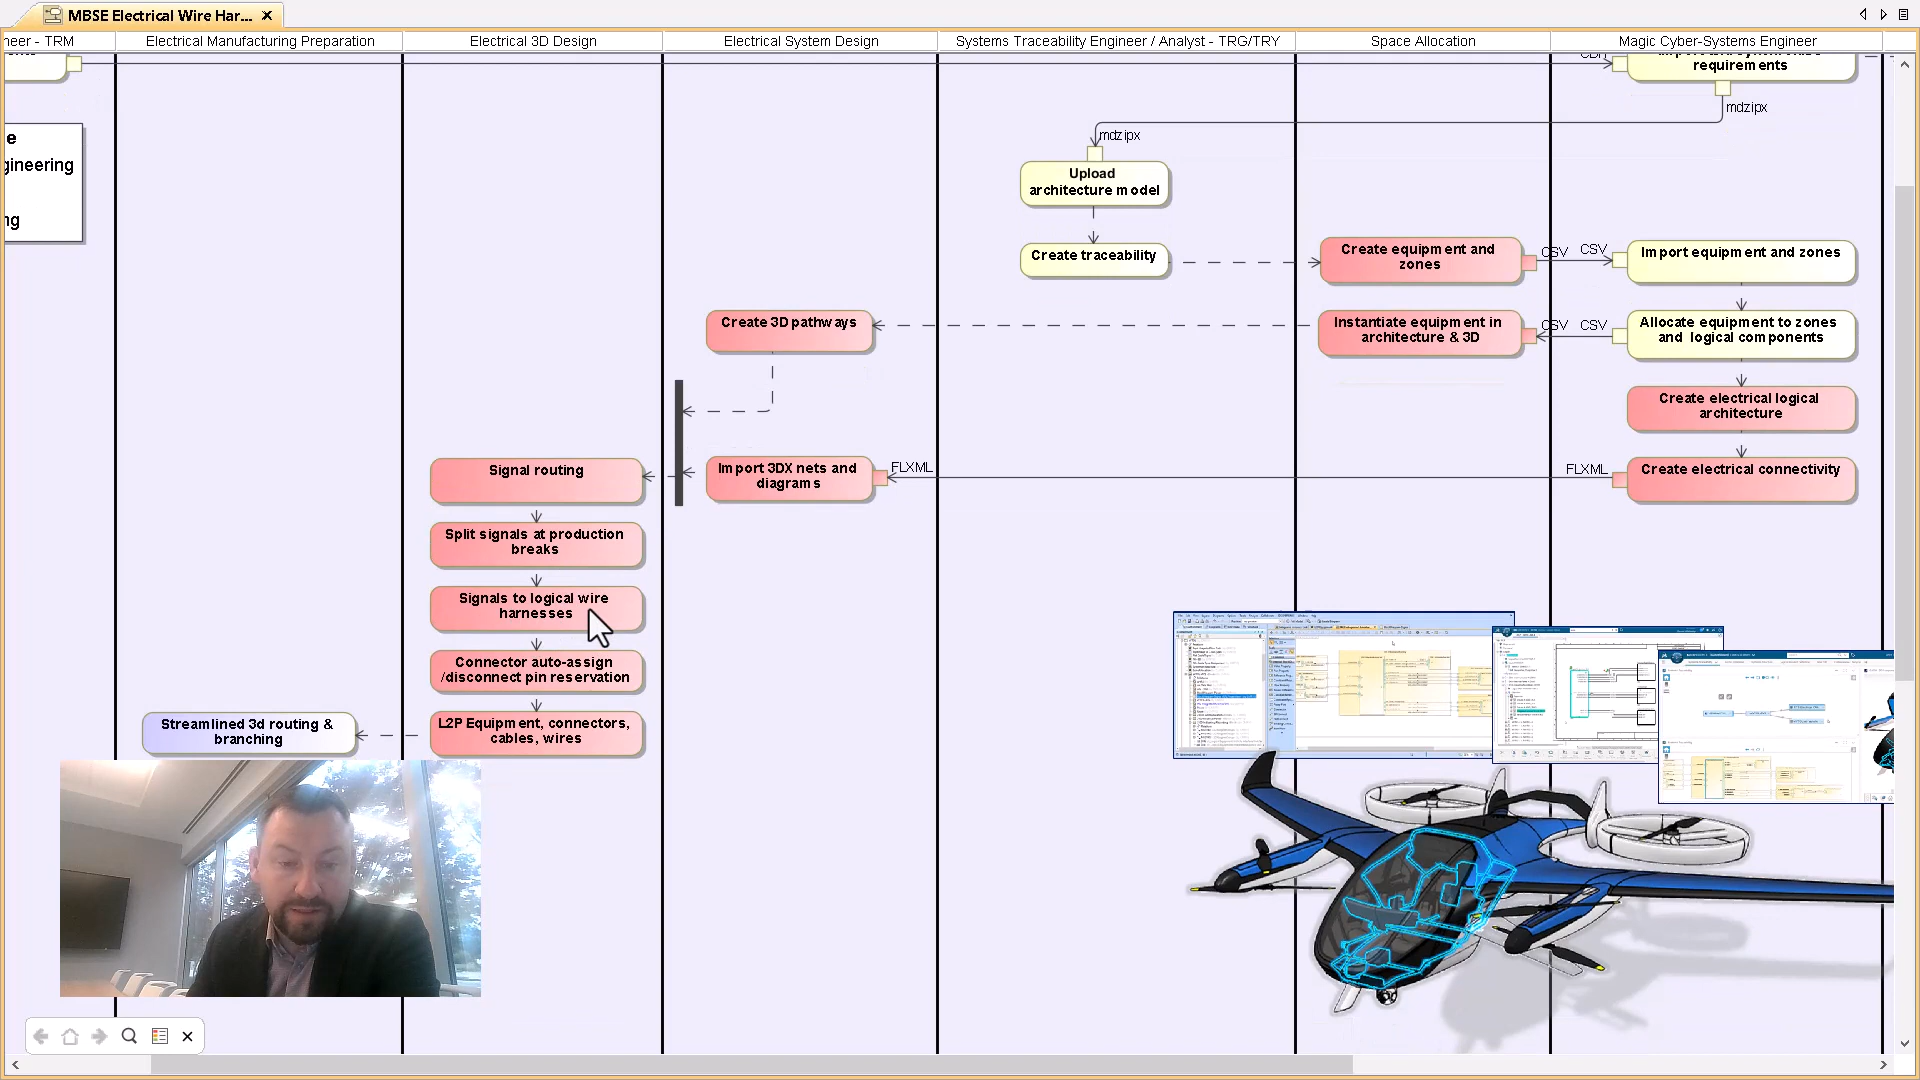 MBSE Electrical Wire Har...
neer - TRM
Electrical Manufacturing Preparation
Electrical 3D Design
Electrical System Design
Systems Traceability Engineer / Analyst - TRG/TRY
Space Allocation
Magic Cyber-Systems Engineer
requirements
mdzipx
mdzipx
e
gineering
ng
Upload
architecture model
Create traceability
Create equipment and
zones
CSV
CSV
Import equipment and zones
Create 3D pathways
Instantiate equipment in
architecture & 3D
CSV
CSV
Allocate equipment to zones
and logical components
Create electrical logical
architecture
Signal routing
Import 3DX nets and
diagrams
FLXML
FLXML
Create electrical connectivity
Split signals at production
breaks
Signals to logical wire
harnesses
Connector auto-assign
/disconnect pin reservation
Streamlined 3d routing &
branching
L2P Equipment, connectors,
cables, wires